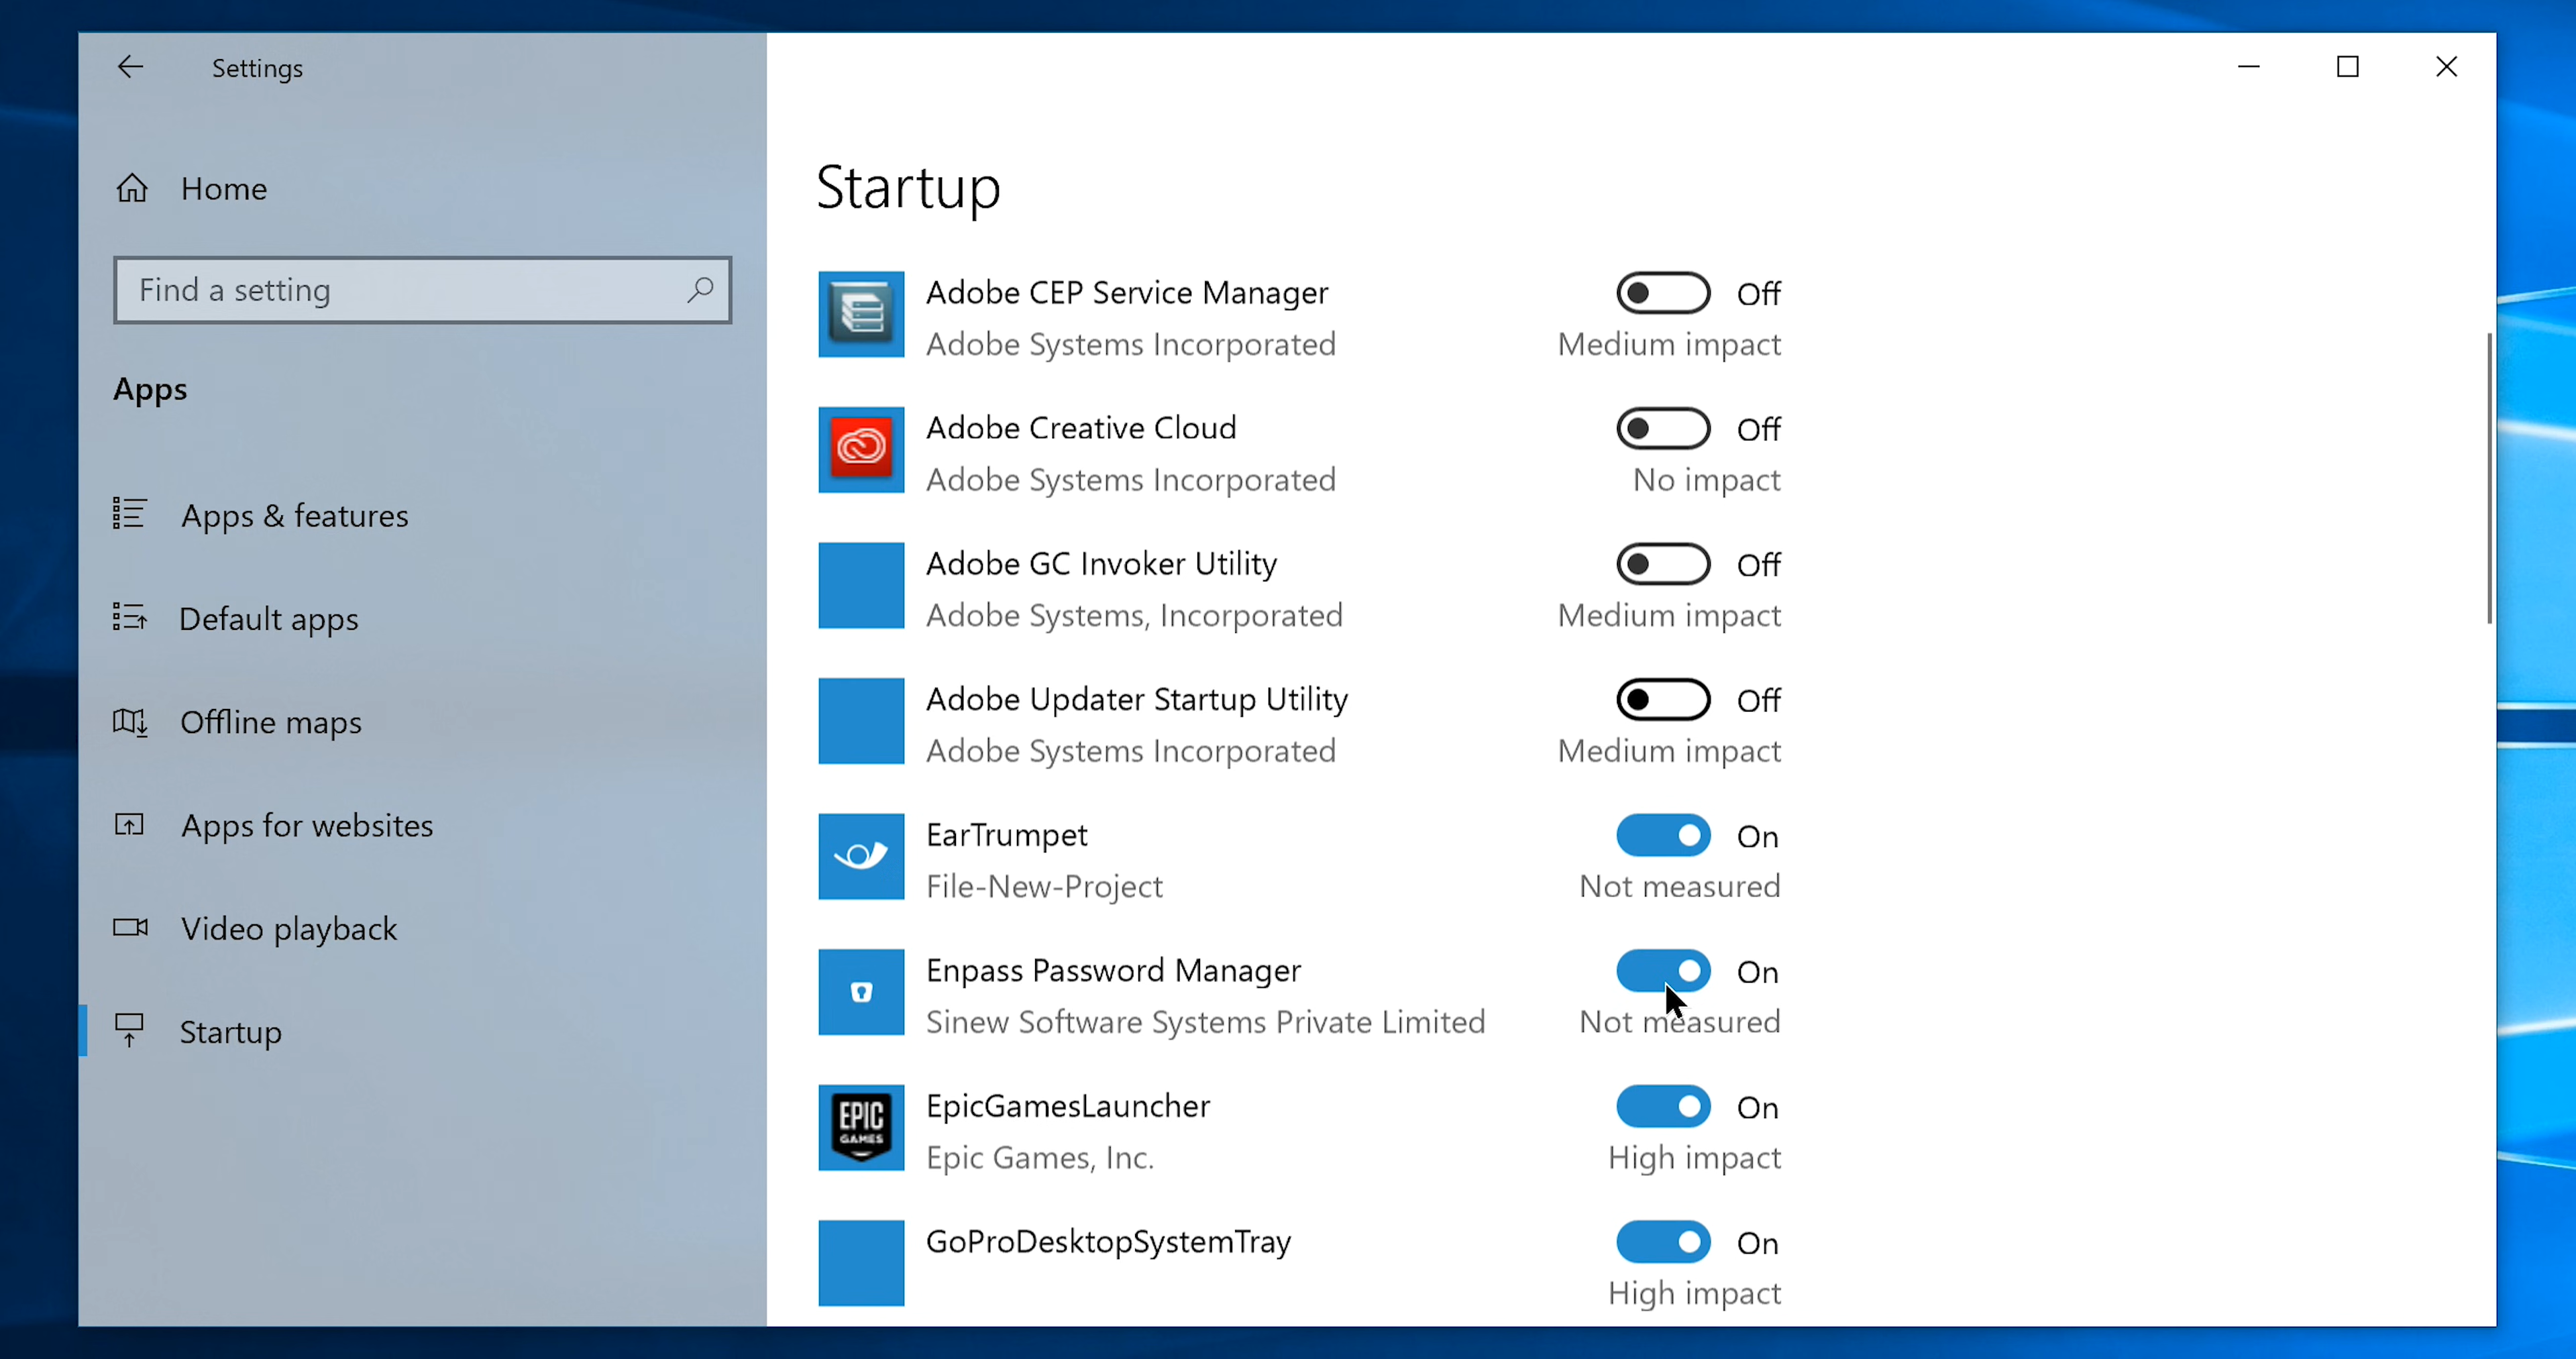 Settings
Home
Find a setting
Apps
Apps & features
Default apps
Offline maps
Apps for websites
Video playback
Startup
Startup
Adobe CEP Service Manager
Off
Adobe Systems Incorporated
Medium impact
Adobe Creative Cloud
Off
Adobe Systems Incorporated
No impact
Adobe GC Invoker Utility
Off
Adobe Systems, Incorporated
Medium impact
Adobe Updater Startup Utility
Off
Adobe Systems Incorporated
Medium impact
EarTrumpet
On
File-New-Project
Not measured
Enpass Password Manager
On
Sinew Software Systems Private Limited
Not measured
EPIC
GAMES
EpicGamesLauncher
On
Epic Games, Inc.
High impact
GoProDesktopSystemTray
On
High impact